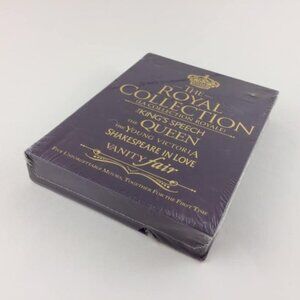 THE
ROYAL
COLLECTION
(LA COLLECTION ROYALE)
THE KING'S SPEECH
THE QUEEN
THE YOUNG VICTORIA
SHAKESPEARE IN LOVE
VANITY fair
FIVE UNFORGETTABLE MOVIES, TOGETHER FOR THE FIRST TIME